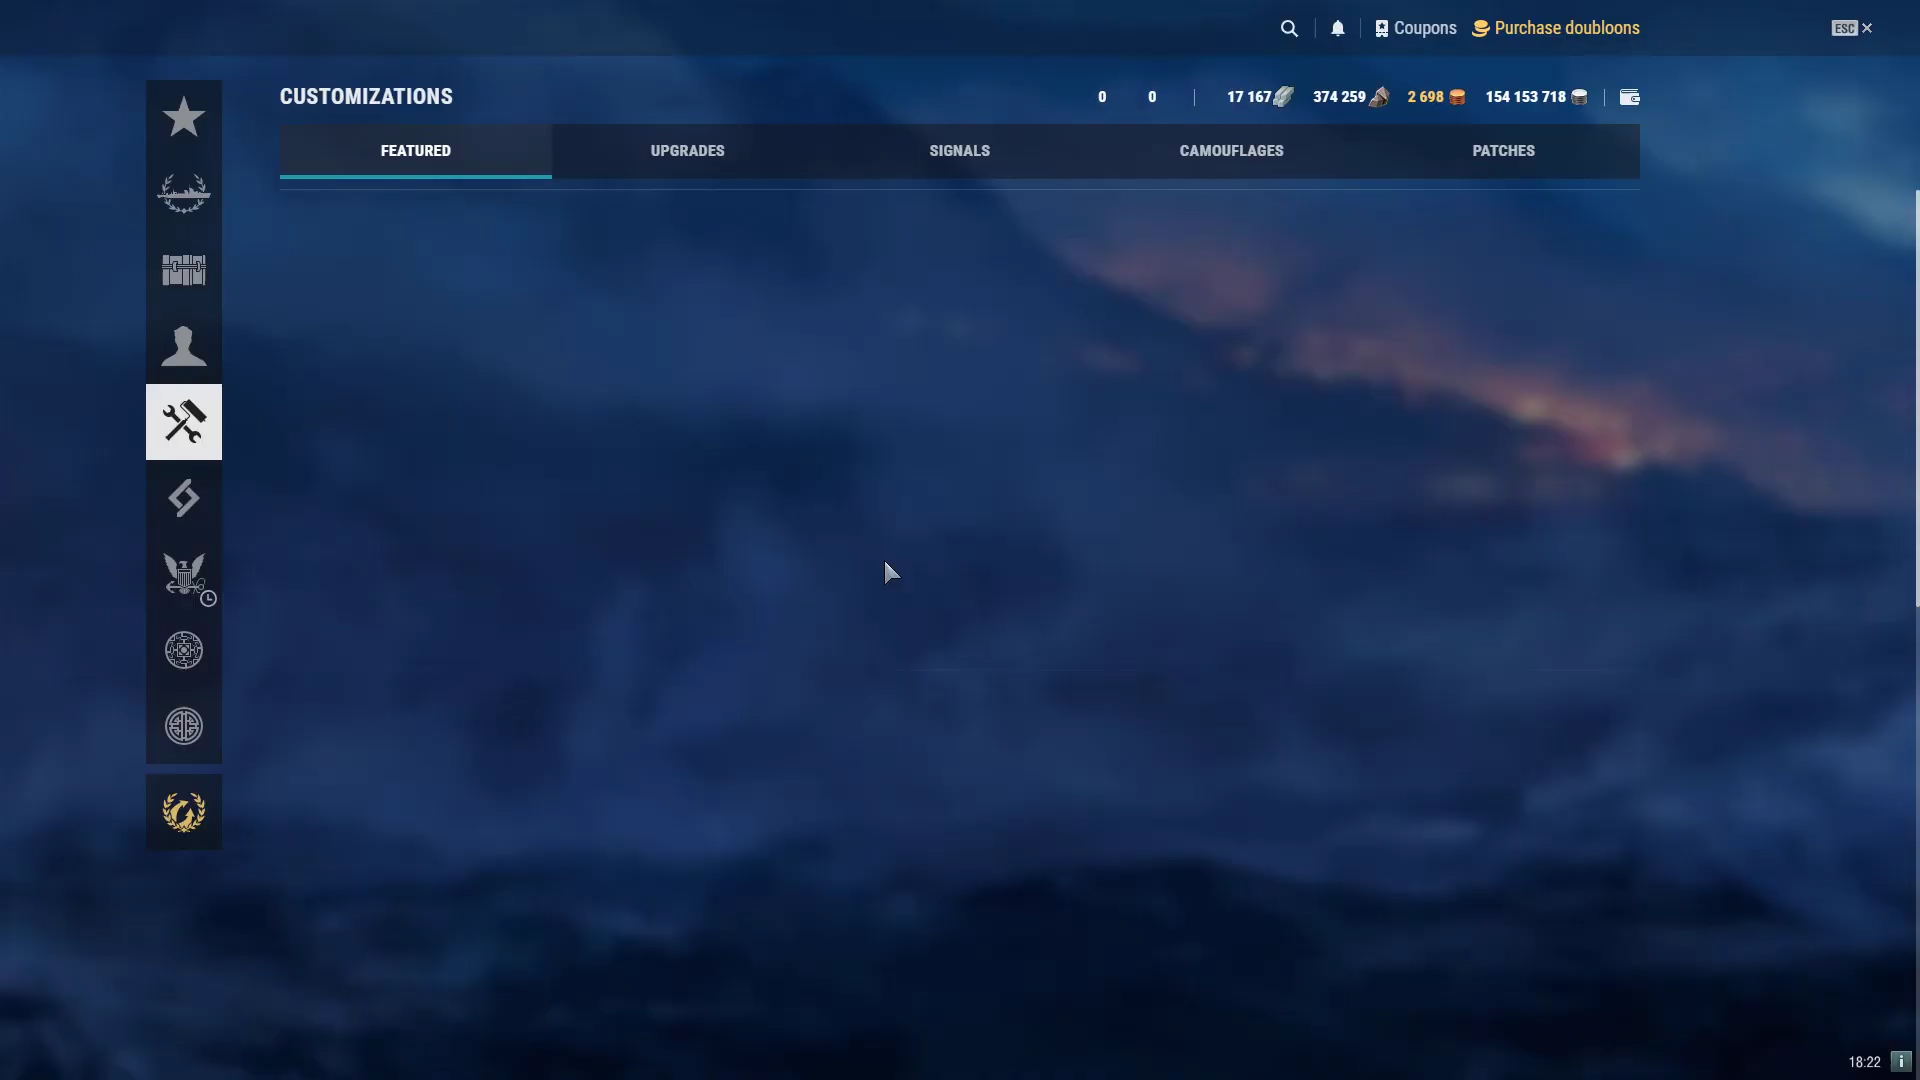 Coupons Purchase doubloons ESC
CUSTOMIZATIONS 0 0 17 167 374 259 2 698 154 153 718
FEATURED UPGRADES SIGNALS CAMOUFLAGES PATCHES
18:22 i